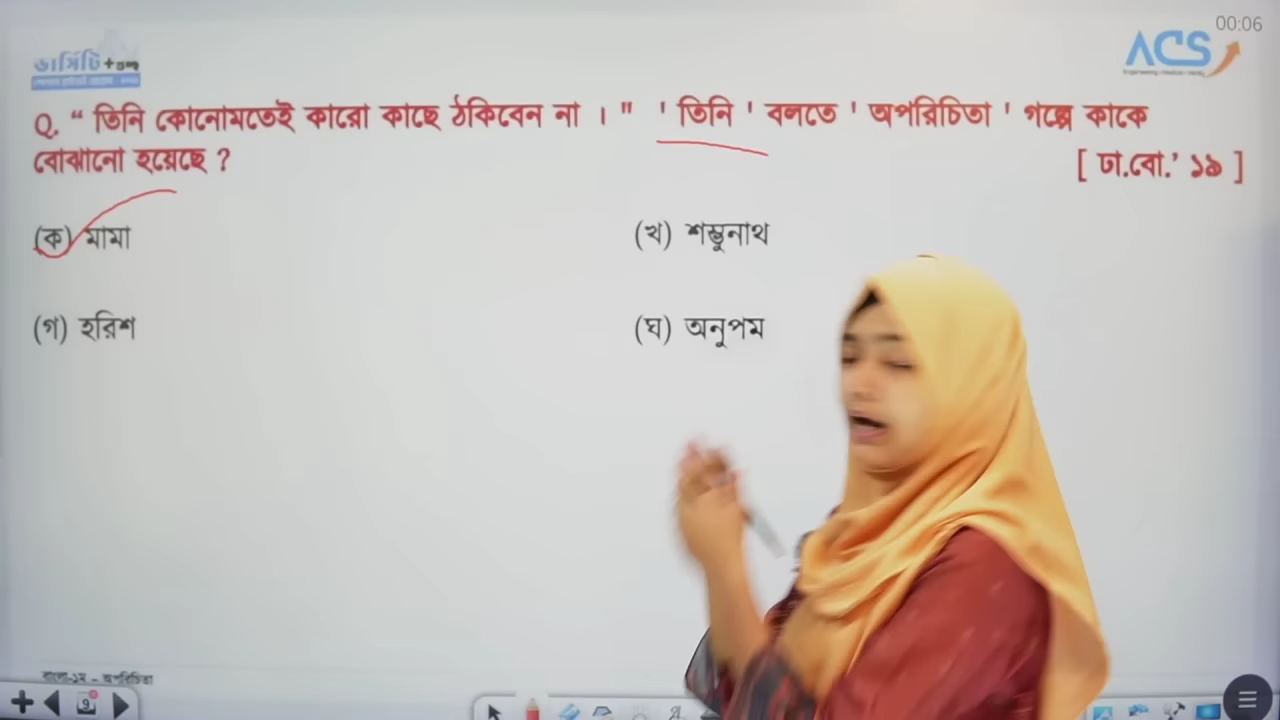 00:06
ACS
ভার্সিটি
Q. “ তিনি কোনোমতেই কারো কাছে ঠকিবেন না । " ' তিনি ' বলতে ' অপরিচিতা ' গল্পে কাকে
বোঝানো হয়েছে ?
[ ঢা.বো.’ ১৯ ]
(ক) মামা
(খ) শম্ভুনাথ
(গ) হরিশ
(ঘ) অনুপম
বাংলা-১ম - অপরিচিতা